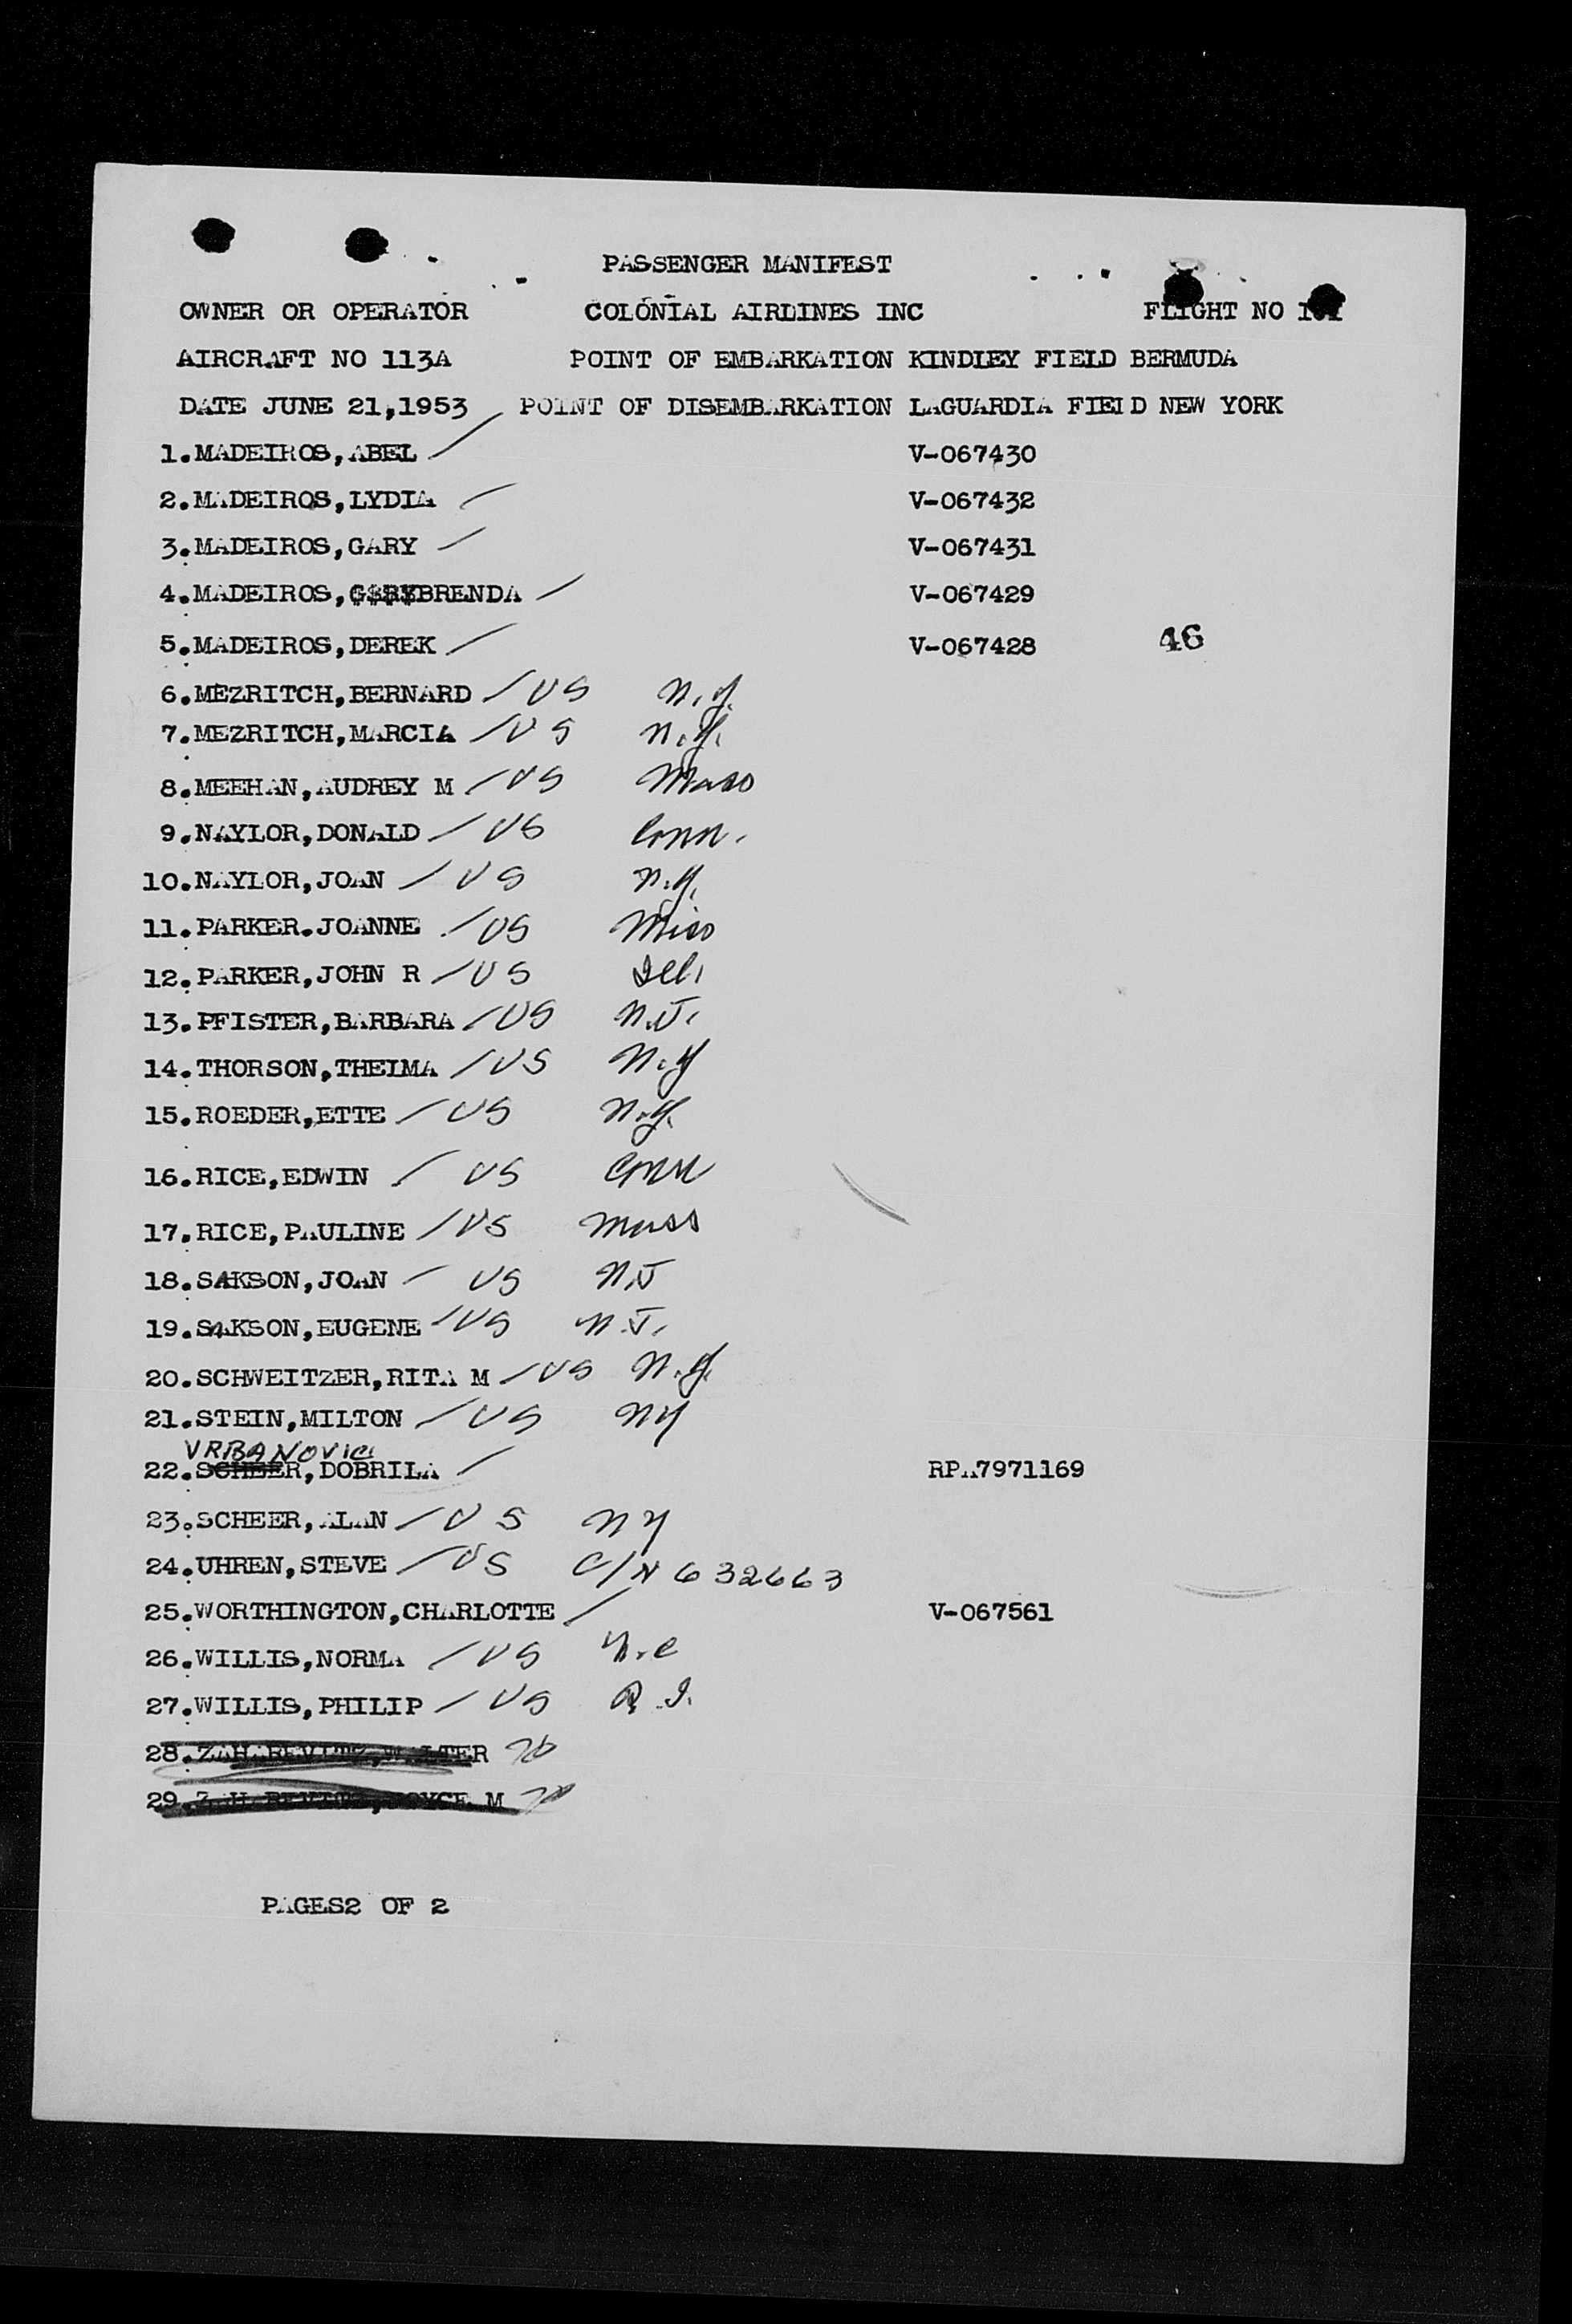 PASSENGER MANIFEST
OWNER OR OPERATOR COLONIAL AIRLINES INC FLIGHT NO
AIRCRAFT NO 113A POINT OF EMBARKATION KINDLEY FIELD BERMUDA
DATE JUNE 21,1953 POINT OF DISEMBARKATION LAGUARDIA FIELD NEW YORK
1.MADEIROS,ABEL / V-067430
2.MADEIROS,LYDIA / V-067432
3.MADEIROS,GARY / V-067431
4.MADEIROS,BRENDA / V-067429
5.MADEIROS,DEREK / V-067428 46
6.MEZRITCH,BERNARD / US N.Y.
7.MEZRITCH,MARCIA / US N.Y.
8.MEEHAN,AUDREY M / US Mass
9.NAYLOR,DONALD / US Conn.
10.NAYLOR,JOAN / US N.Y.
11.PARKER.JOANNE / US Miss
12.PARKER,JOHN R / US Ill.
13.PFISTER,BARBARA / US N.J.
14.THORSON,THELMA / US N.Y
15.ROEDER,ETTE / US N.Y.
16.RICE,EDWIN / US Conn
17.RICE,PAULINE / US Mass
18.SAKSON,JOAN / US N.J
19.SAKSON,EUGENE / US N.J.
20.SCHWEITZER,RITA M / US N.Y.
21.STEIN,MILTON / US NY
VRBANOVIC
22.SCHEER,DOBRILA / RPA7971169
23.SCHEER,ALAN / US NY
24.UHREN,STEVE / US C/N 632663
25.WORTHINGTON,CHARLOTTE / V-067561
26.WILLIS,NORMA / US N.C
27.WILLIS,PHILIP / US R.I.
28. WALTER
29. JOYCE M
PAGES2 OF 2